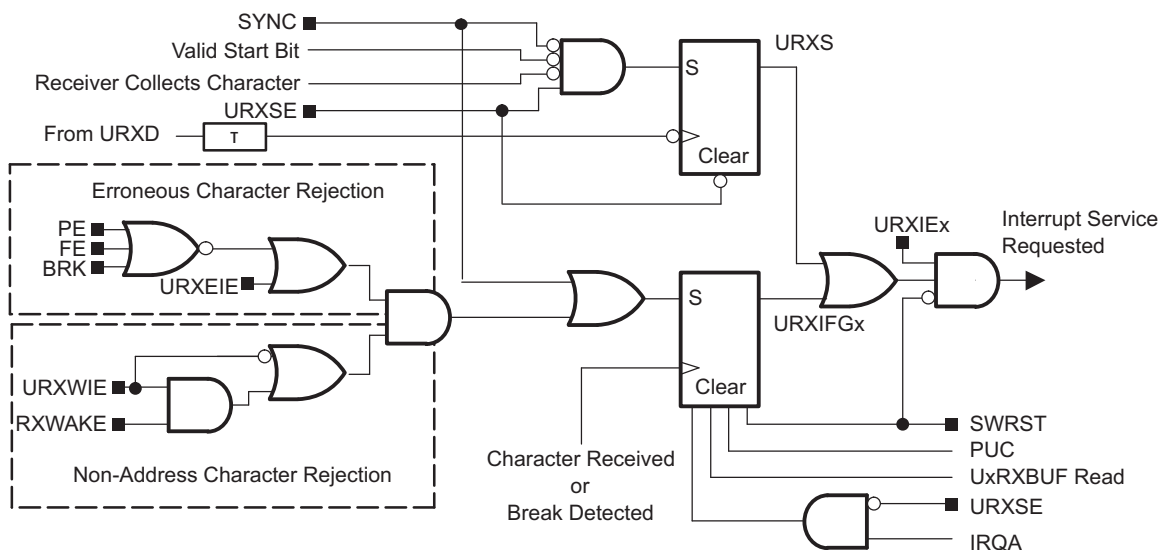 SYNC
Valid Start Bit
Receiver Collects Character
URXSE
From URXD
τ
S
URXS
Clear
Erroneous Character Rejection
PE
FE
BRK
URXEIE
URXIEx
Interrupt Service
Requested
S
URXIFGx
Clear
URXWIE
RXWAKE
Non-Address Character Rejection
Character Received
or
Break Detected
SWRST
PUC
UxRXBUF Read
URXSE
IRQA